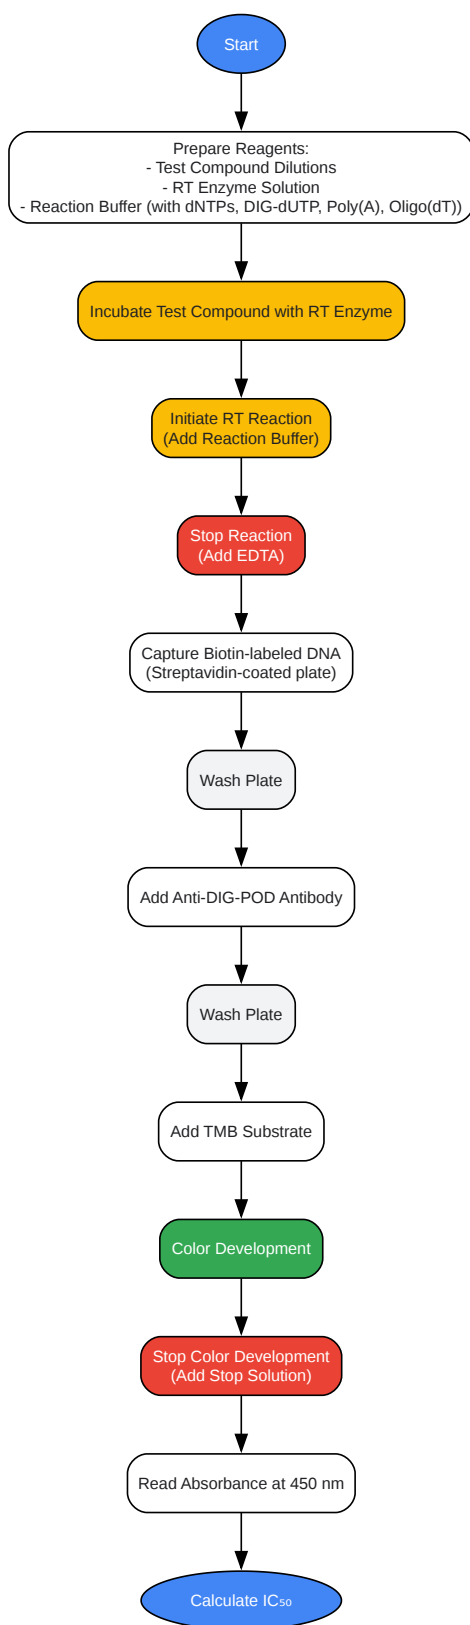 Start
Prepare Reagents:
- Test Compound Dilutions
- RT Enzyme Solution
- Reaction Buffer (with dNTPs, DIG-dUTP, Poly(A), Oligo(dT))
Incubate Test Compound with RT Enzyme
Initiate RT Reaction
(Add Reaction Buffer)
Stop Reaction
(Add EDTA)
Capture Biotin-labeled DNA
(Streptavidin-coated plate)
Wash Plate
Add Anti-DIG-POD Antibody
Wash Plate
Add TMB Substrate
Color Development
Stop Color Development
(Add Stop Solution)
Read Absorbance at 450 nm
Calculate IC₅₀